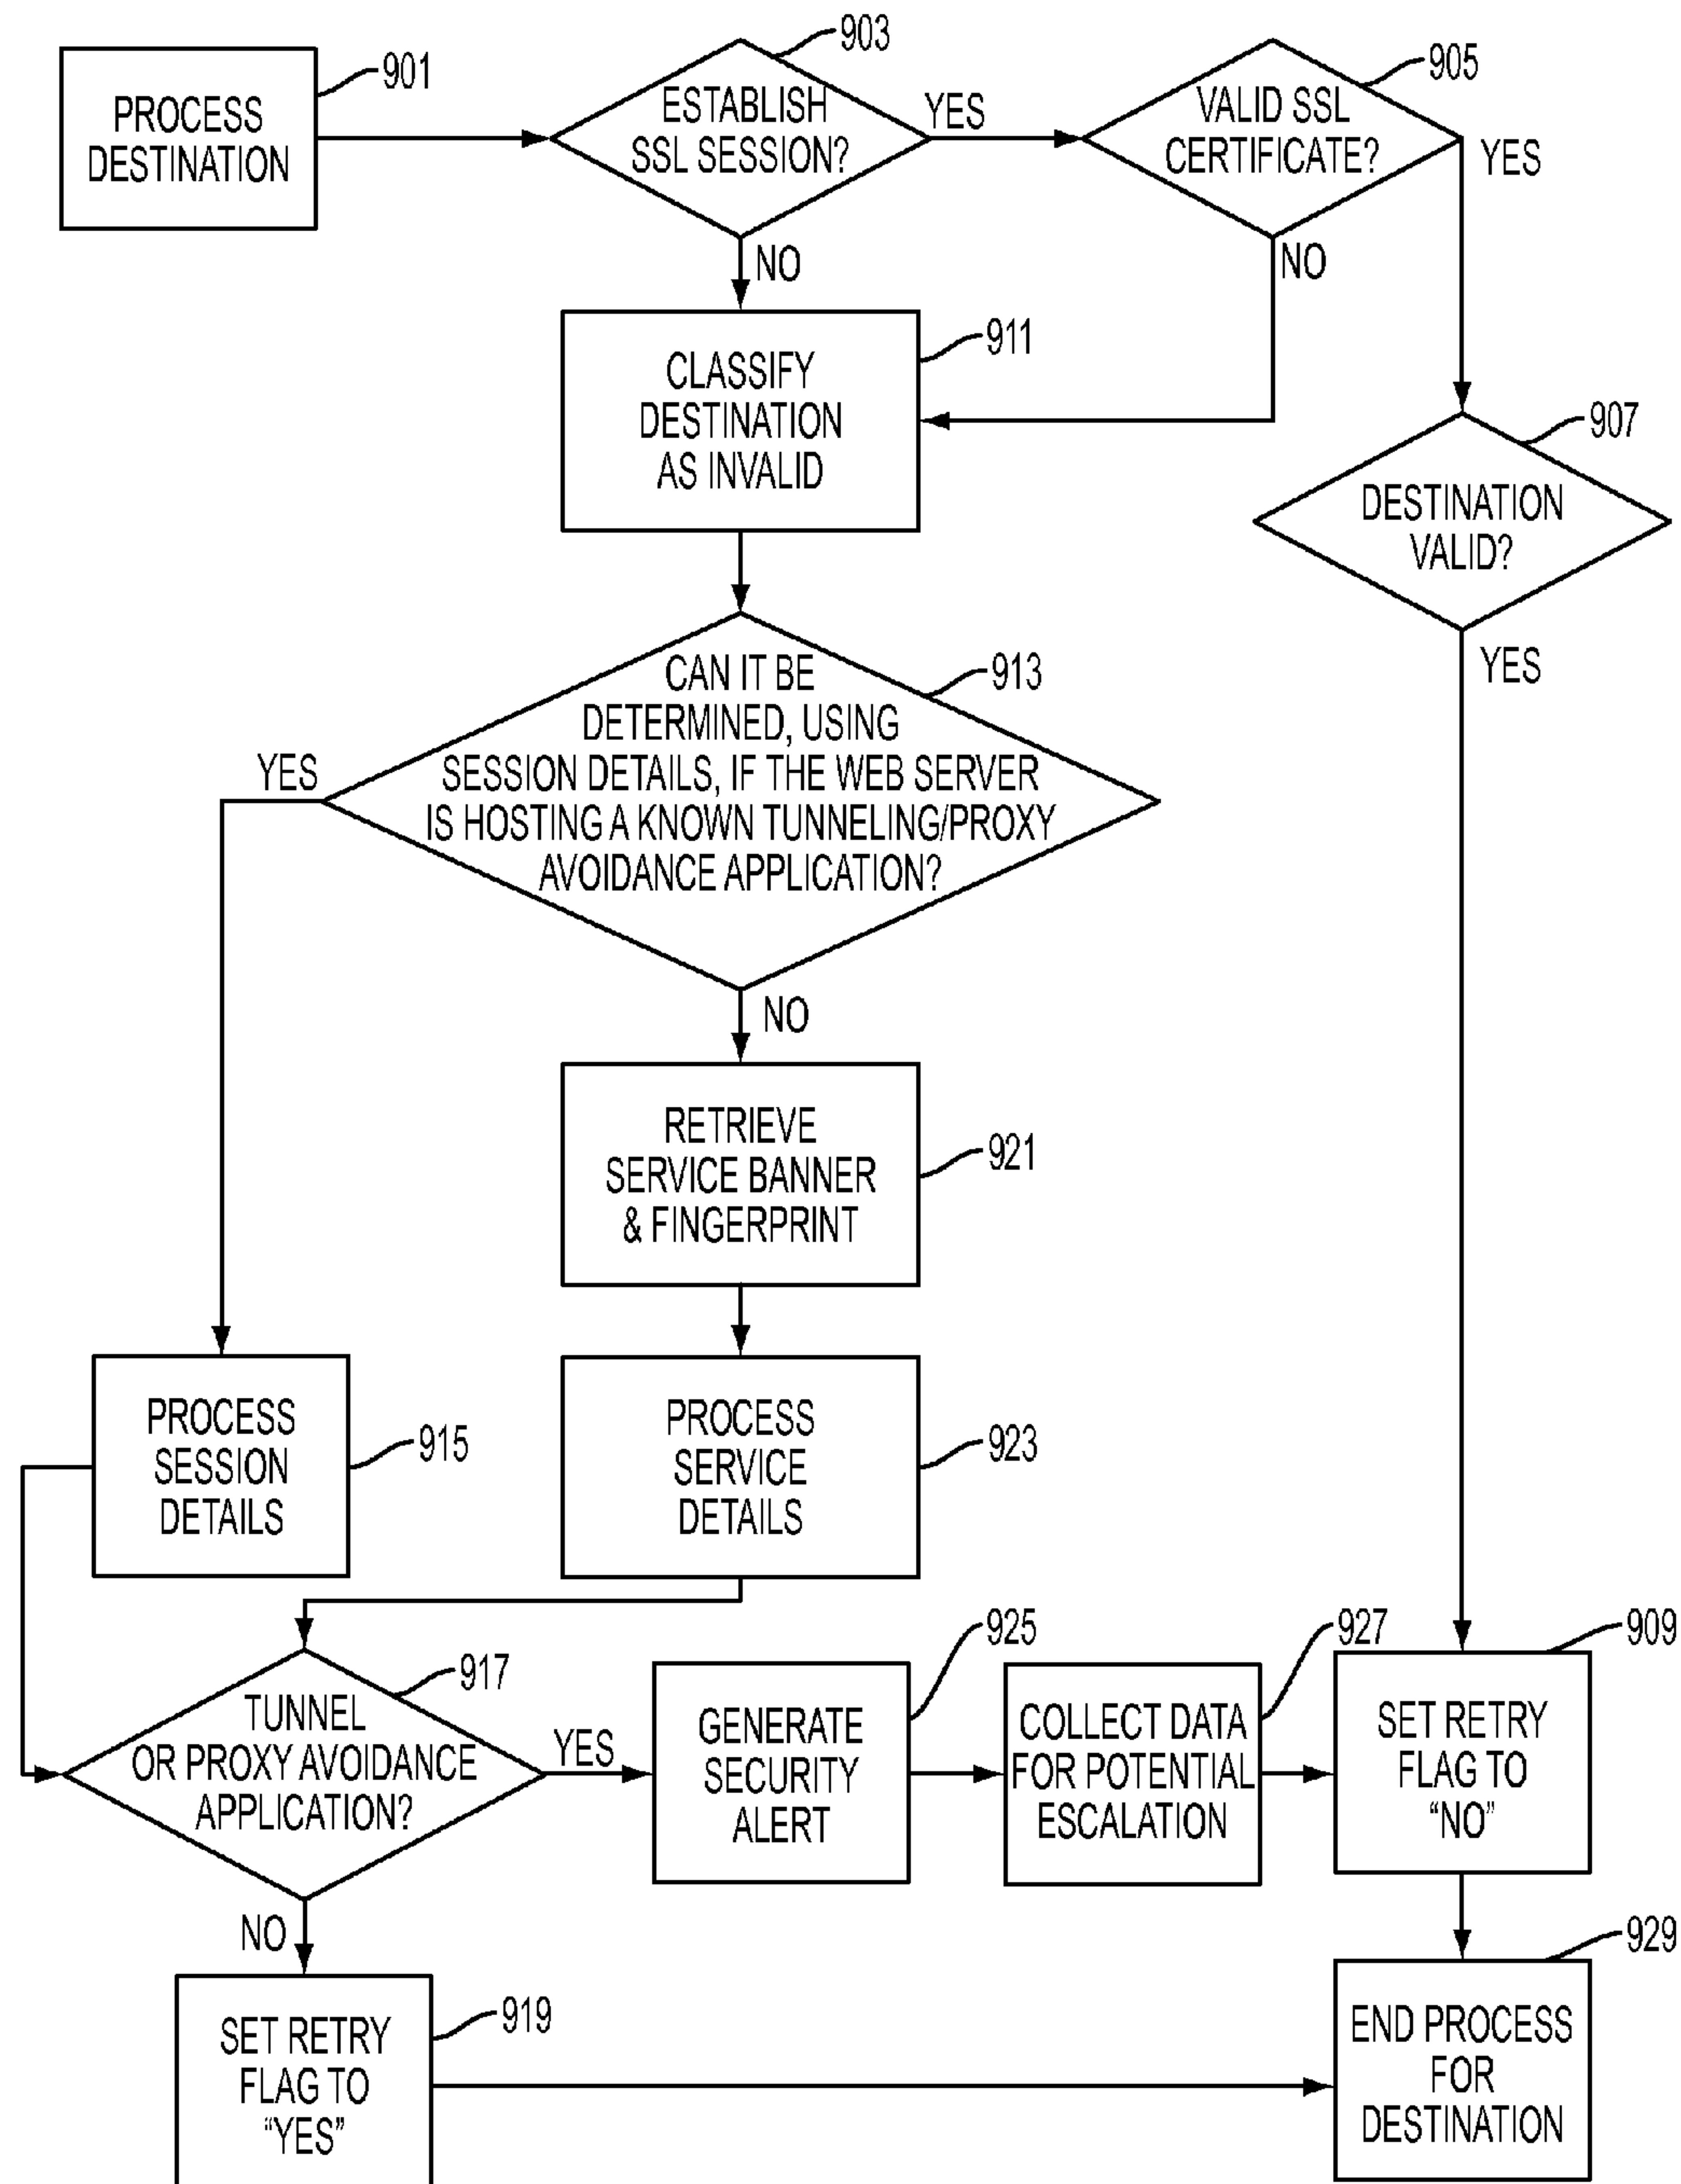 903
901
905
PROCESS
DESTINATION
ESTABLISH
SSL SESSION?
YES
VALID SSL
CERTIFICATE?
YES
NO
NO
911
CLASSIFY
DESTINATION
AS INVALID
907
DESTINATION
VALID?
YES
913
CAN IT BE
DETERMINED, USING
SESSION DETAILS, IF THE WEB SERVER
IS HOSTING A KNOWN TUNNELING/PROXY
AVOIDANCE APPLICATION?
YES
NO
RETRIEVE
SERVICE BANNER
& FINGERPRINT
921
PROCESS
SESSION
DETAILS
915
PROCESS
SERVICE
DETAILS
923
925
927
909
917
TUNNEL
OR PROXY AVOIDANCE
APPLICATION?
YES
GENERATE
SECURITY
ALERT
COLLECT DATA
FOR POTENTIAL
ESCALATION
SET RETRY
FLAG TO
“NO”
NO
929
SET RETRY
FLAG TO
“YES”
919
END PROCESS
FOR
DESTINATION